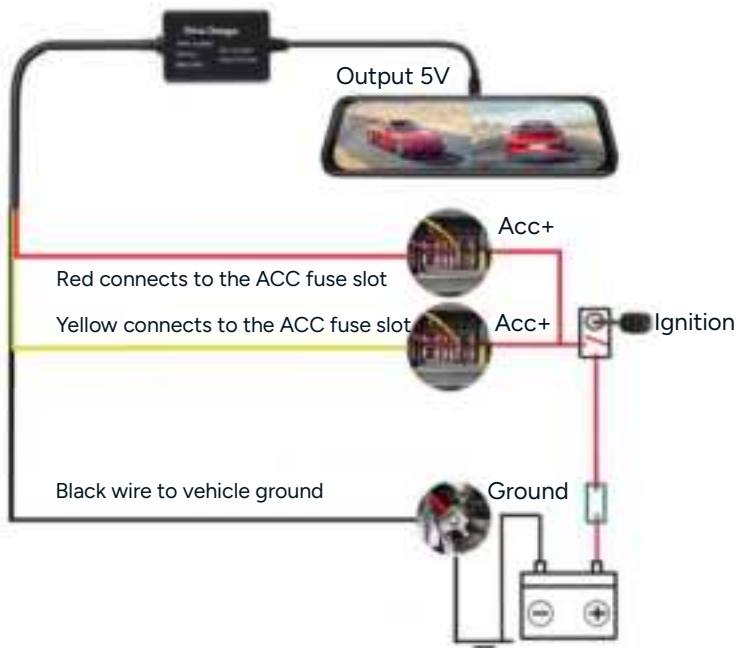 Output 5V
Acc+
Red connects to the ACC fuse slot
Yellow connects to the ACC fuse slot
Acc+
Ignition
Black wire to vehicle ground
Ground